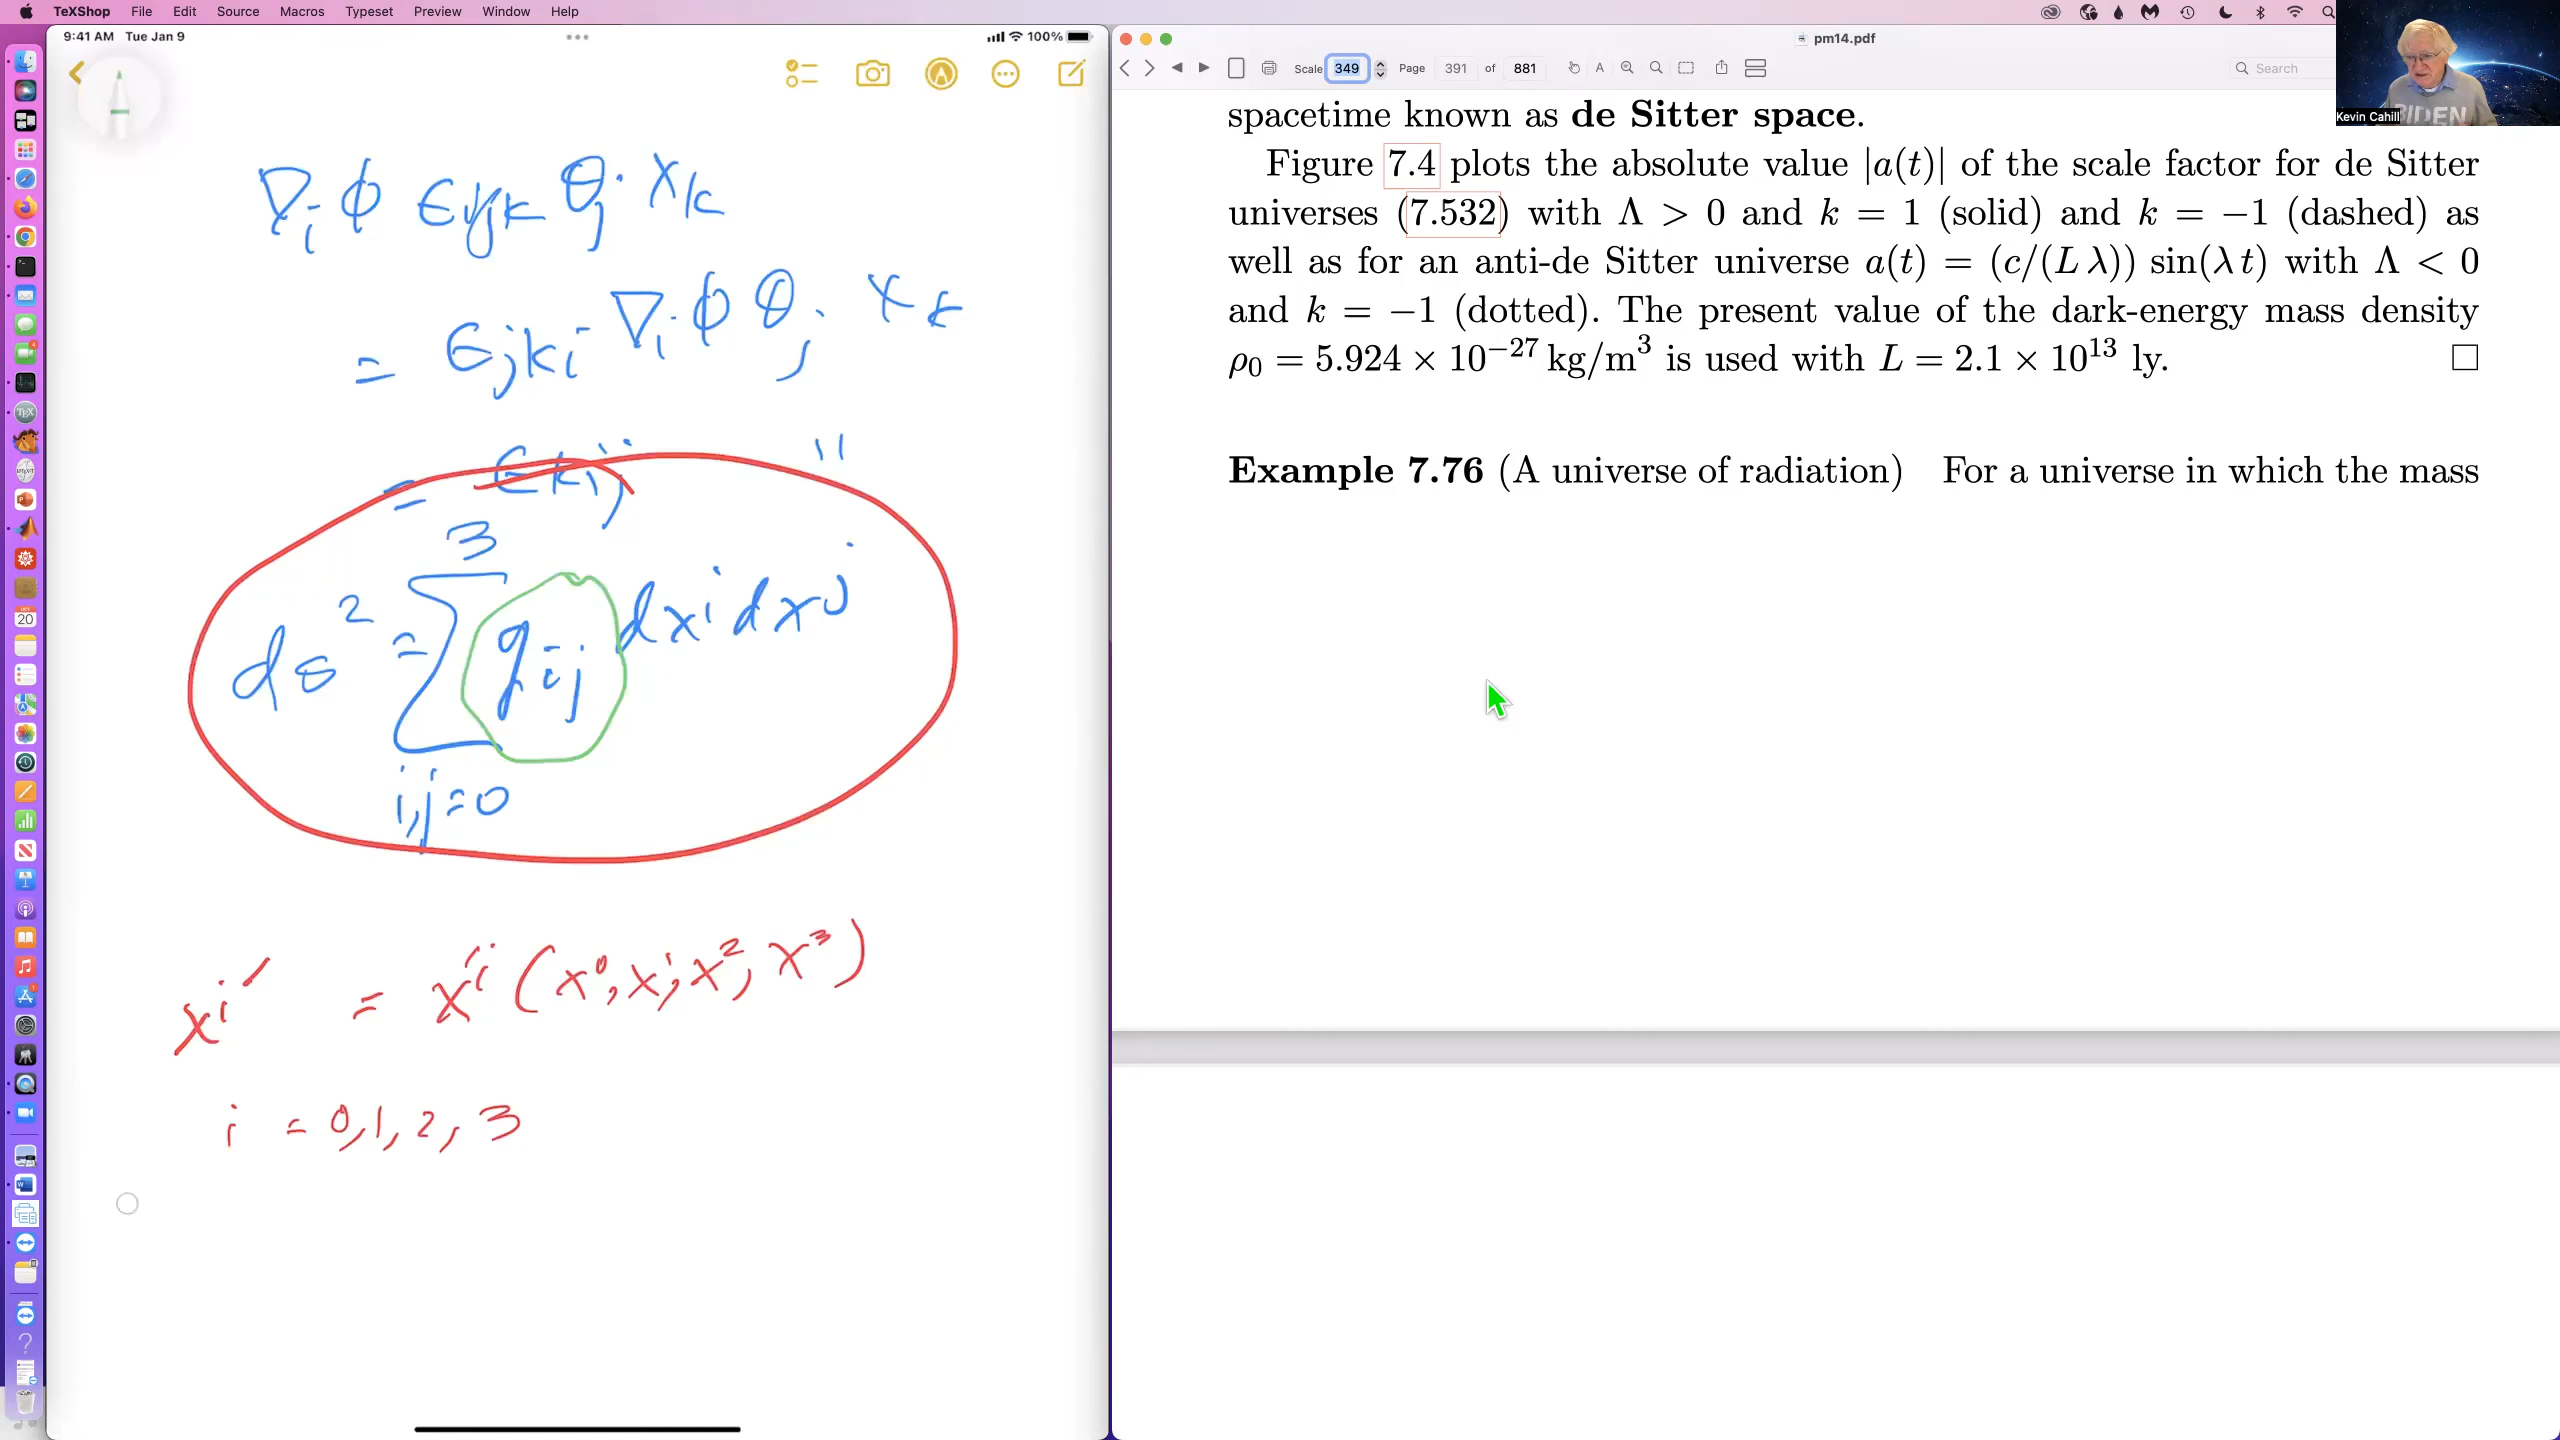 TeXShop File Edit Source Macros Typeset Preview Window Help
9:41 AM Tue Jan 9
100%
∇ᵢ φ ϵᵢⱼₖ θⱼ · xₖ
= ϵⱼₖᵢ ∇ᵢ φ θⱼ · xₖ
= ϵₖᵢⱼ "
3
ds² = Σ gᵢⱼ dxⁱ dxʲ
i,j=0
xⁱ′ = x′ⁱ (x⁰, x¹, x², x³)
i = 0, 1, 2, 3
OCT
20
pm14.pdf
Scale 349 Page 391 of 881
Search
BIDEN
Kevin Cahill
spacetime known as de Sitter space.
Figure 7.4 plots the absolute value |a(t)| of the scale factor for de Sitter
universes (7.532) with Λ > 0 and k = 1 (solid) and k = −1 (dashed) as
well as for an anti-de Sitter universe a(t) = (c/(L λ)) sin(λ t) with Λ < 0
and k = −1 (dotted). The present value of the dark-energy mass density
ρ₀ = 5.924 × 10⁻²⁷ kg/m³ is used with L = 2.1 × 10¹³ ly. □
Example 7.76 (A universe of radiation) For a universe in which the mass